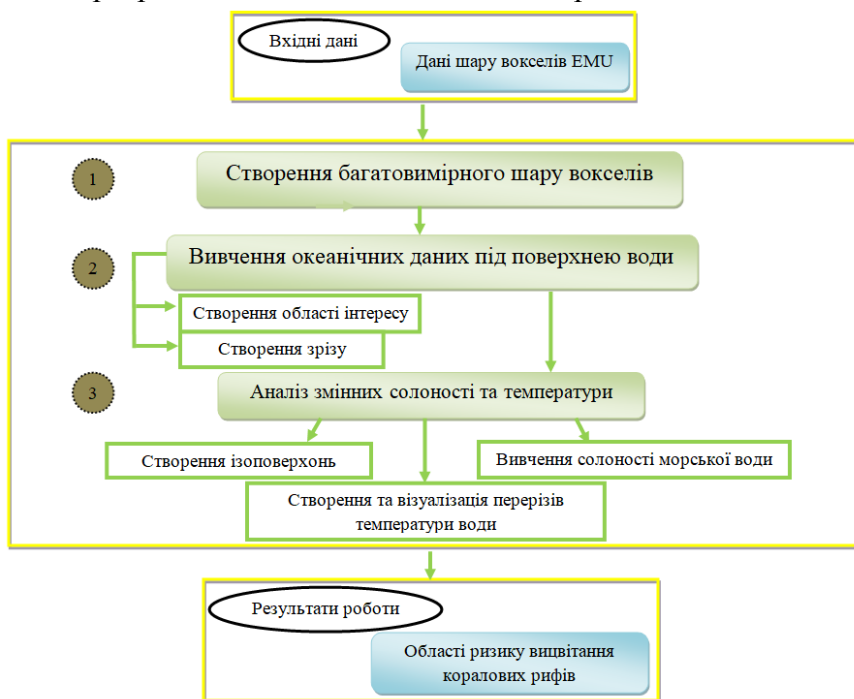 Вхідні дані
Дані шару вокселів EMU
1
Створення багатовимірного шару вокселів
2
Вивчення океанічних даних під поверхнею води
Створення області інтересу
Створення зрізу
3
Аналіз змінних солоності та температури
Створення ізоповерхонь
Вивчення солоності морської води
Створення та візуалізація перерізів
температури води
Результати роботи
Області ризику вицвітання
коралових рифів